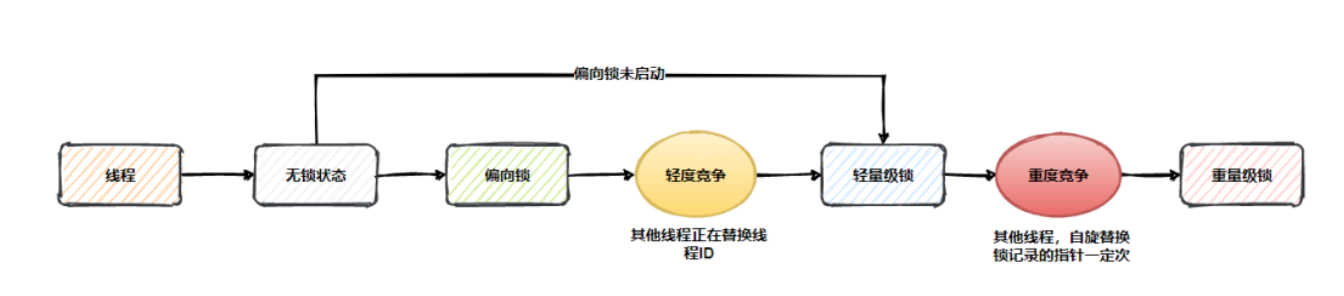 偏向锁未启动
线程
无锁状态
偏向锁
轻度竞争
轻量级锁
重度竞争
重量级锁
其他线程正在替换线
程ID
其他线程，自旋替换
锁记录的指针一定次